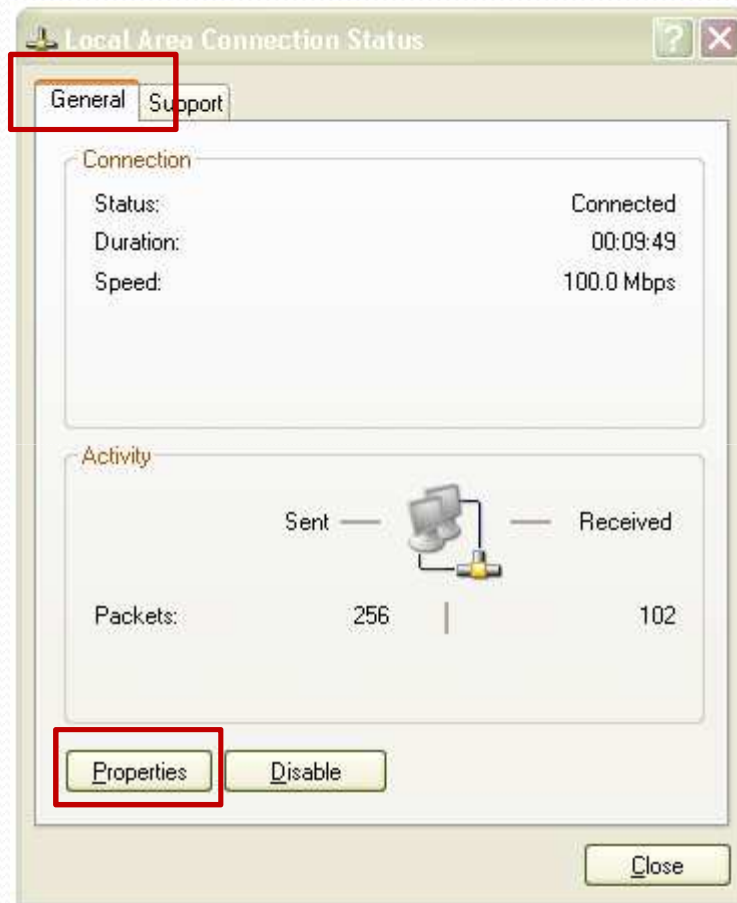 Local Area Connection Status
General Support
Connection
Status: Connected
Duration: 00:09:49
Speed: 100.0 Mbps
Activity
Sent Received
Packets: 256 102
Properties Disable
Close